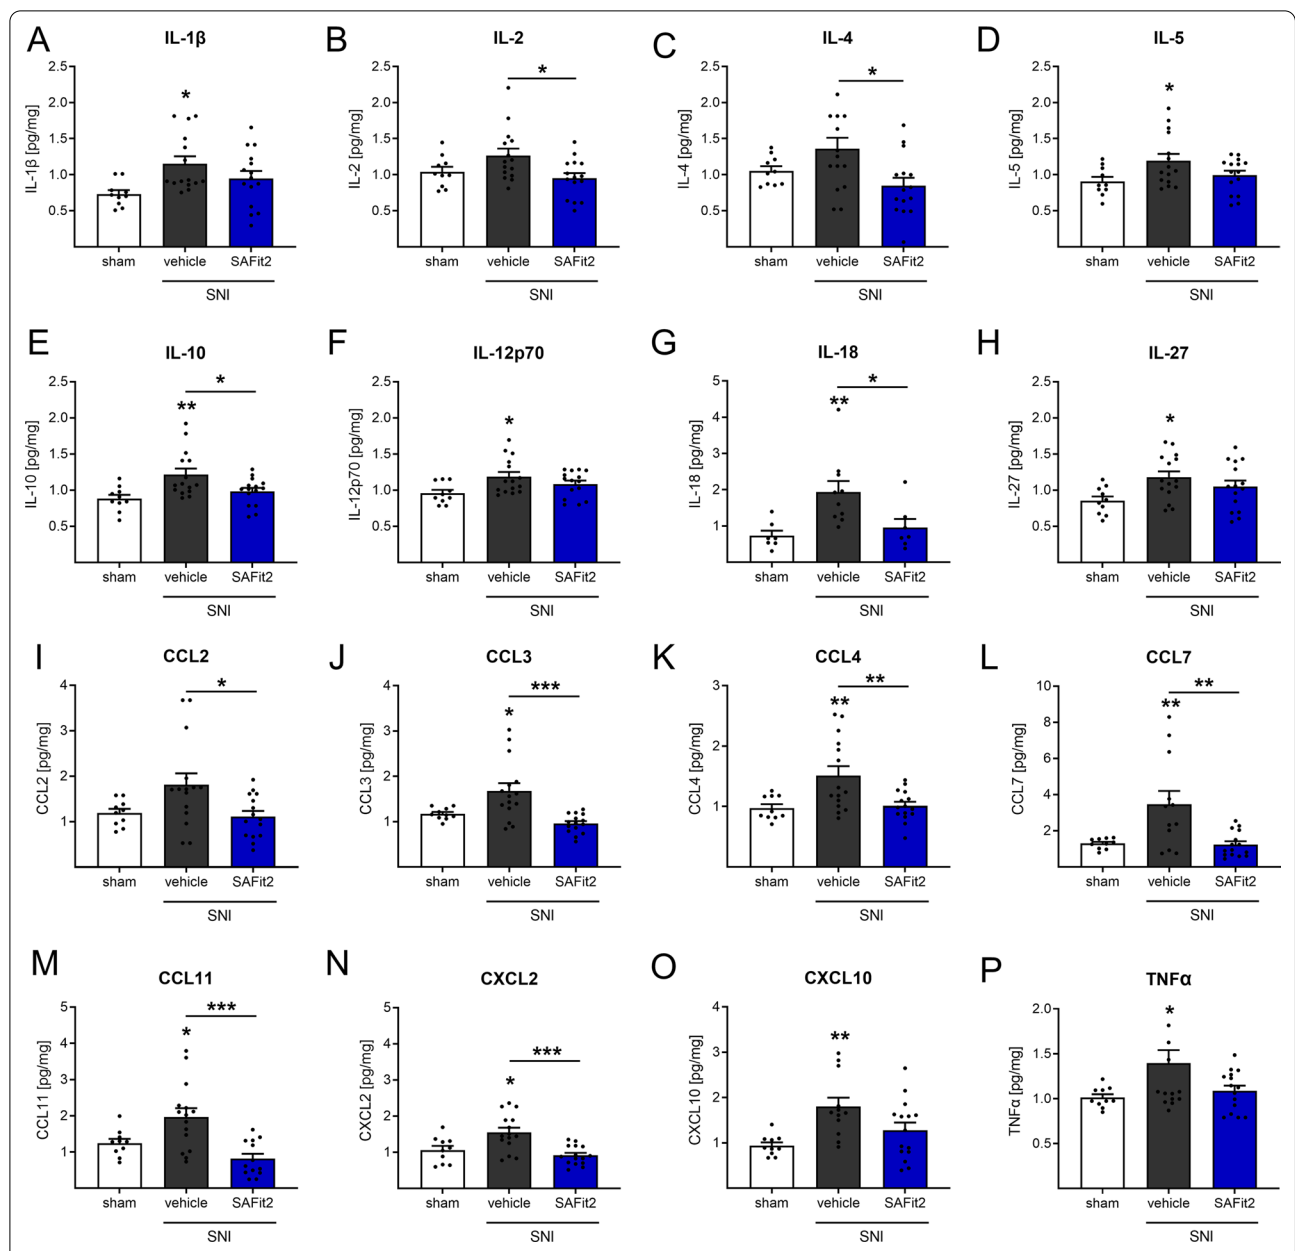 A IL-1β
IL-1β [pg/mg]
2.5
2.0
1.5
1.0
0.5
*
sham vehicle SAFit2
SNI
B IL-2
IL-2 [pg/mg]
2.5
2.0
1.5
1.0
0.5
*
sham vehicle SAFit2
SNI
C IL-4
IL-4 [pg/mg]
2.5
2.0
1.5
1.0
0.5
*
sham vehicle SAFit2
SNI
D IL-5
IL-5 [pg/mg]
2.5
2.0
1.5
1.0
0.5
*
sham vehicle SAFit2
SNI
E IL-10
IL-10 [pg/mg]
2.5
2.0
1.5
1.0
0.5
*
**
sham vehicle SAFit2
SNI
F IL-12p70
IL-12p70 [pg/mg]
2.5
2.0
1.5
1.0
0.5
*
sham vehicle SAFit2
SNI
G IL-18
IL-18 [pg/mg]
5
4
3
2
1
*
**
sham vehicle SAFit2
SNI
H IL-27
IL-27 [pg/mg]
2.5
2.0
1.5
1.0
0.5
*
sham vehicle SAFit2
SNI
I CCL2
CCL2 [pg/mg]
4
3
2
1
*
sham vehicle SAFit2
SNI
J CCL3
CCL3 [pg/mg]
4
3
2
1
***
*
sham vehicle SAFit2
SNI
K CCL4
CCL4 [pg/mg]
3
2
1
**
**
sham vehicle SAFit2
SNI
L CCL7
CCL7 [pg/mg]
10
8
6
4
2
**
**
sham vehicle SAFit2
SNI
M CCL11
CCL11 [pg/mg]
5
4
3
2
1
***
*
sham vehicle SAFit2
SNI
N CXCL2
CXCL2 [pg/mg]
5
4
3
2
1
***
*
sham vehicle SAFit2
SNI
O CXCL10
CXCL10 [pg/mg]
4
3
2
1
**
sham vehicle SAFit2
SNI
P TNFα
TNFα [pg/mg]
2.0
1.5
1.0
0.5
*
sham vehicle SAFit2
SNI